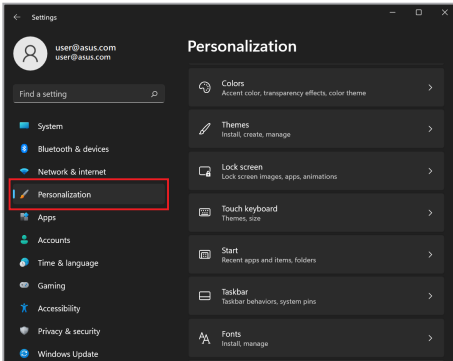 Settings
user@asus.com
user@asus.com
Find a setting
System
Bluetooth & devices
Network & internet
Personalization
Apps
Accounts
Time & language
Gaming
Accessibility
Privacy & security
Windows Update
Personalization
Colors
Accent color, transparency effects, color theme
Themes
Install, create, manage
Lock screen
Lock screen images, apps, animations
Touch keyboard
Themes, size
Start
Recent apps and items, folders
Taskbar
Taskbar behaviors, system pins
Fonts
Install, manage